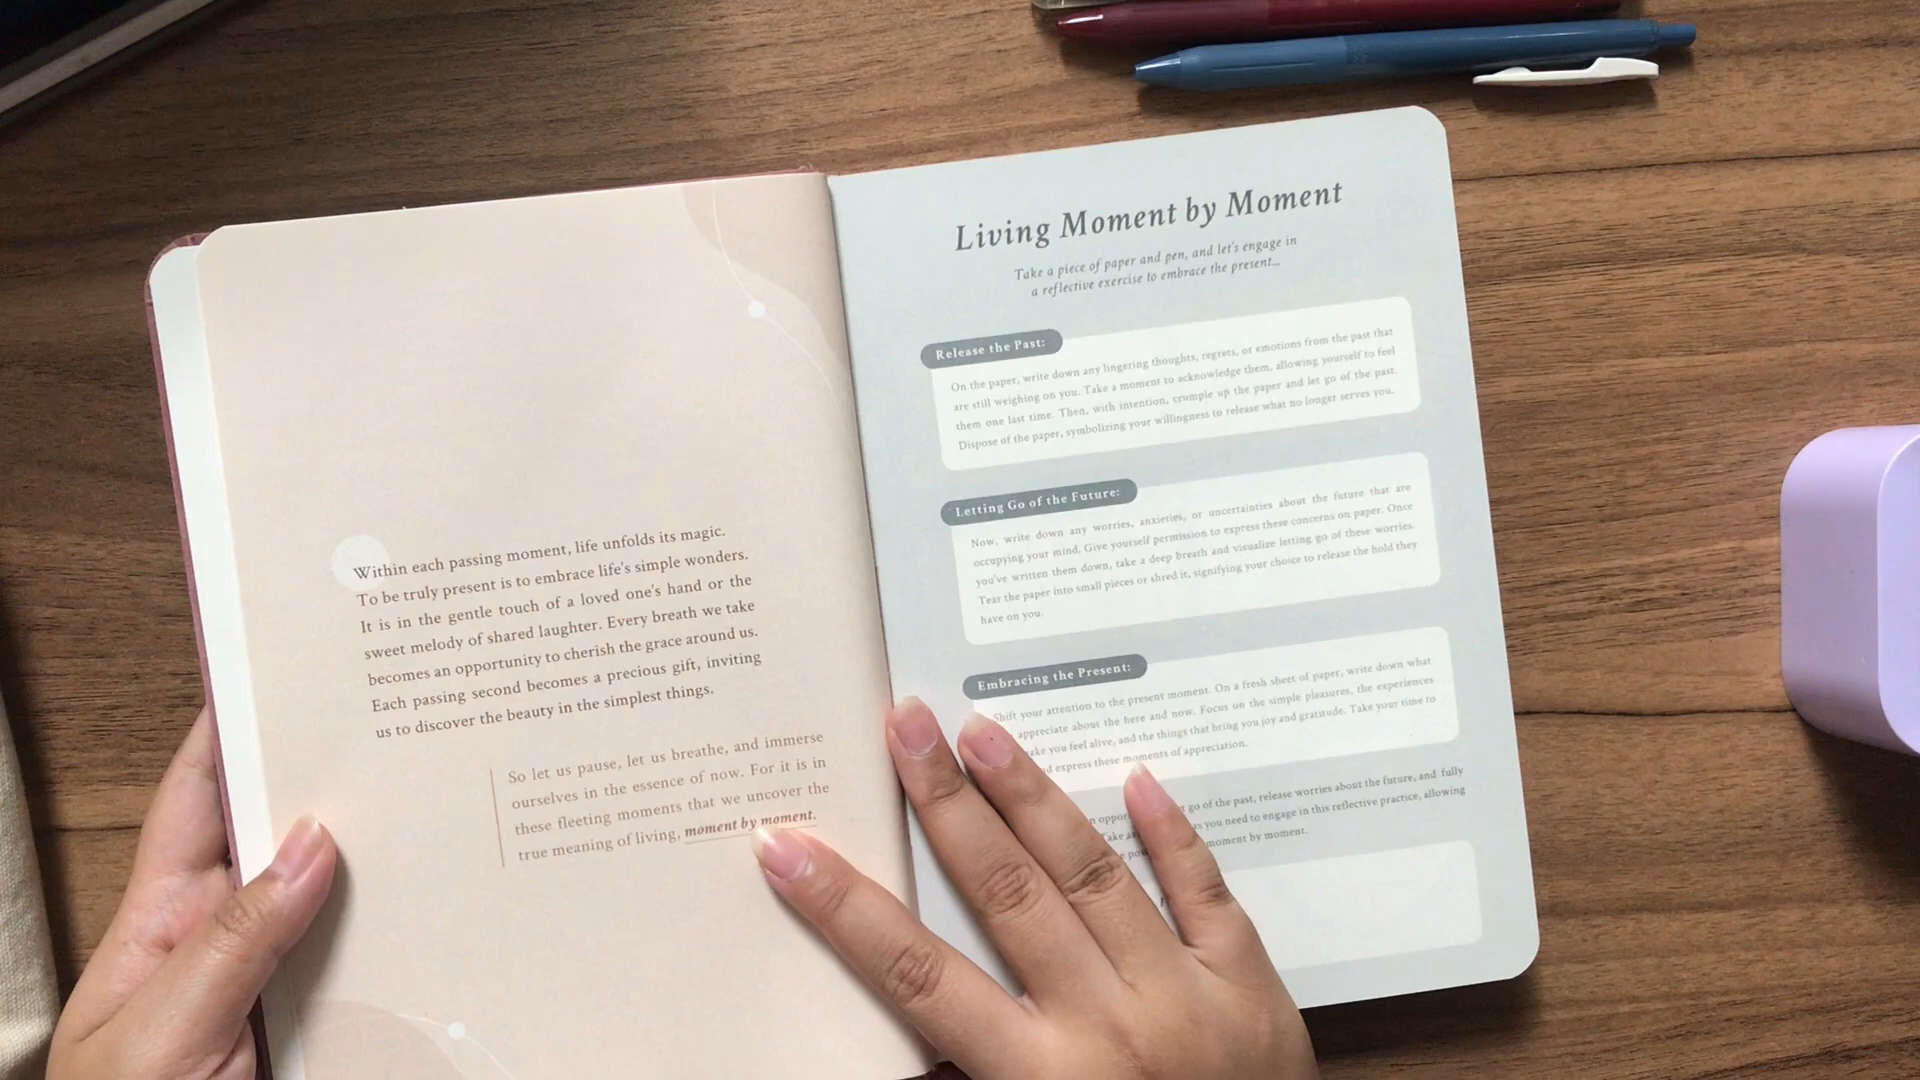 Within each passing moment, life unfolds its magic.
To be truly present is to embrace life's simple wonders.
It is in the gentle touch of a loved one's hand or the
sweet melody of shared laughter. Every breath we take
becomes an opportunity to cherish the grace around us.
Each passing second becomes a precious gift, inviting
us to discover the beauty in the simplest things.
So let us pause, let us breathe, and immerse
ourselves in the essence of now. For it is in
these fleeting moments that we uncover the
true meaning of living, moment by moment.
Living Moment by Moment
Take a piece of paper and pen, and let's engage in
a reflective exercise to embrace the present...
Release the Past:
On the paper, write down any lingering thoughts, regrets, or emotions from the past that
are still weighing on you. Take a moment to acknowledge them, allowing yourself to feel
them one last time. Then, with intention, crumple up the paper and let go of the past.
Dispose of the paper, symbolizing your willingness to release what no longer serves you.
Letting Go of the Future:
Now, write down any worries, anxieties, or uncertainties about the future that are
occupying your mind. Give yourself permission to express these concerns on paper. Once
you've written them down, take a deep breath and visualize letting go of these worries.
Tear the paper into small pieces or shred it, signifying your choice to release the hold they
have on you.
Embracing the Present:
Shift your attention to the present moment. On a fresh sheet of paper, write down what
appreciate about the here and now. Focus on the simple pleasures, the experiences
you feel alive, and the things that bring you joy and gratitude. Take your time to
express these moments of appreciation.
go of the past, release worries about the future, and fully
as you need to engage in this reflective practice, allowing
moment by moment.